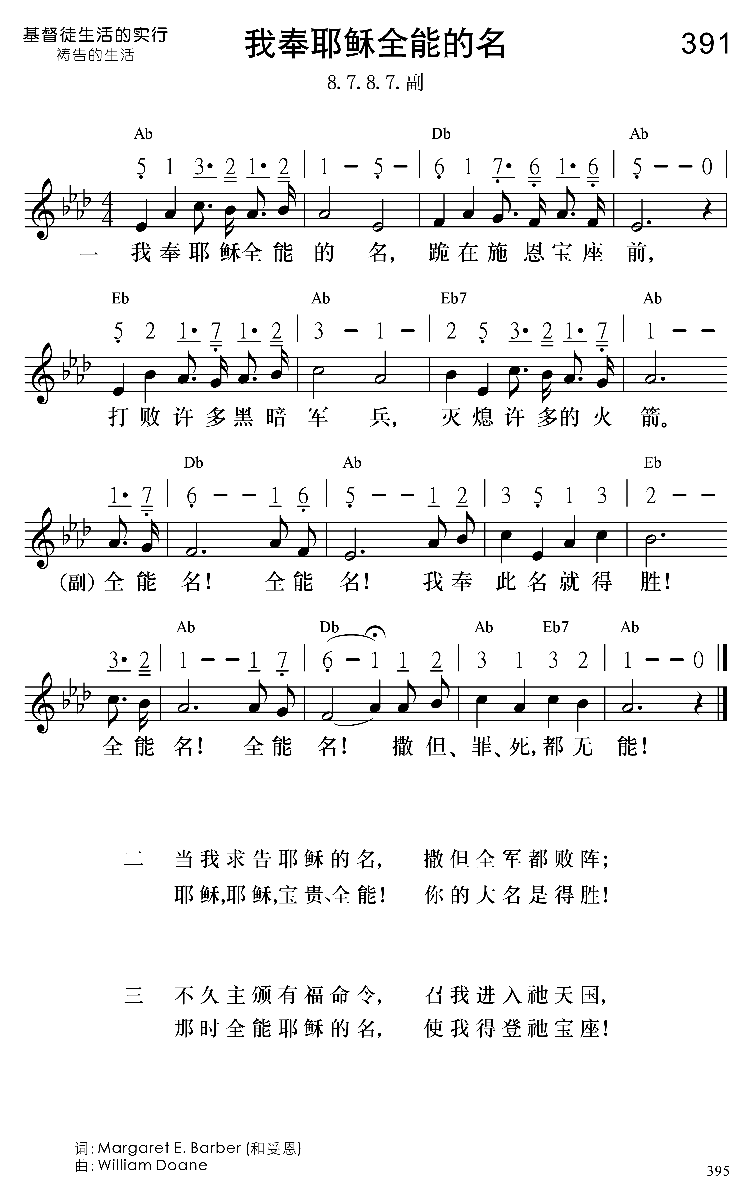 基督徒生活的实行
祷告的生活
我奉耶稣全能的名
391
8.7.8.7.副
Ab Db Ab
5 1 3· 2 1· 2 | 1 – 5 – | 6 1 7· 6 1· 6 | 5 – – 0 |
4 4
一 我奉耶稣全能的名，跪在施恩宝座前，
Eb Ab Eb7 Ab
5 2 1· 7 1· 2 | 3 – 1 – | 2 5 3· 2 1· 7 | 1 – –
打败许多黑暗军兵，灭熄许多的火箭。
Db Ab Eb
1· 7 | 6 – – 1 6 | 5 – – 1 2 | 3 5 1 3 | 2 – –
(副) 全能名！全能名！我奉此名就得胜！
Ab Db Ab Eb7 Ab
3· 2 | 1 – – 1 7 | 6 – 1 1 2 | 3 1 3 2 | 1 – – 0 ‖
全能名！全能名！撒但、罪、死，都无能！
二 当我求告耶稣的名，撒但全军都败阵；
耶稣，耶稣，宝贵、全能！你的大名是得胜！
三 不久主颁有福命令，召我进入祂天国，
那时全能耶稣的名，使我得登祂宝座！
词：Margaret E. Barber (和受恩)
曲：William Doane
395